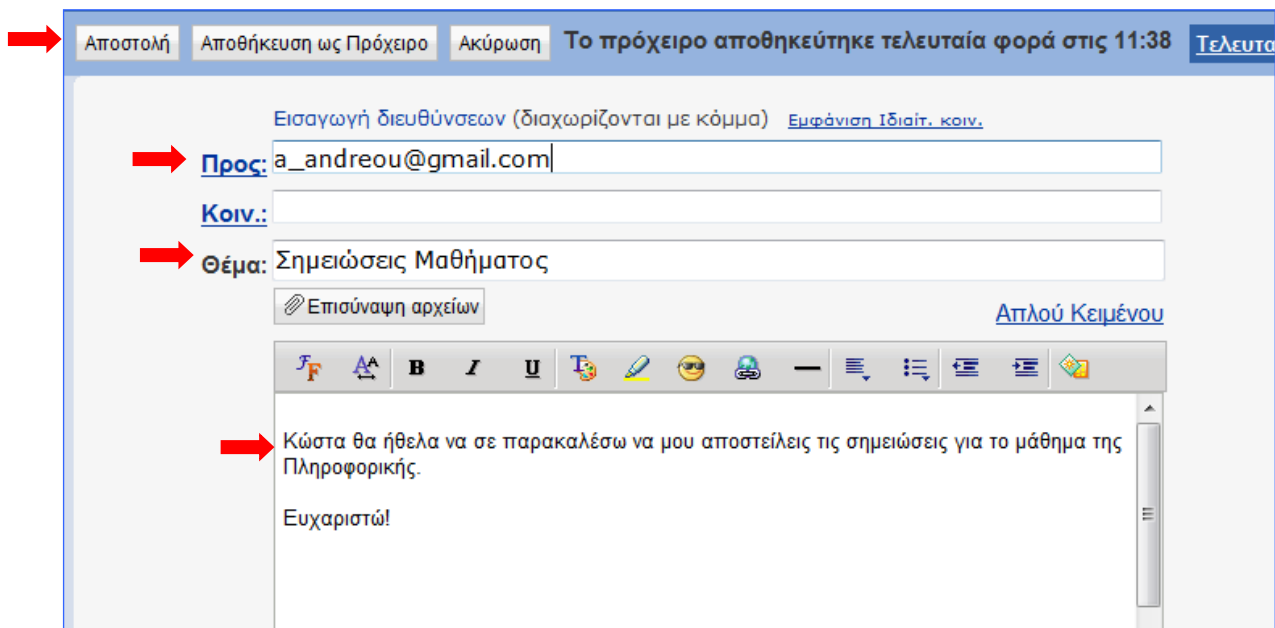 Αποστολή Αποθήκευση ως Πρόχειρο Ακύρωση Το πρόχειρο αποθηκεύτηκε τελευταία φορά στις 11:38 Τελευτα
Εισαγωγή διευθύνσεων (διαχωρίζονται με κόμμα) Εμφάνιση Ιδιαίτ. κοιν.
Προς: a_andreou@gmail.com
Κοιν.:
Θέμα: Σημειώσεις Μαθήματος
Επισύναψη αρχείων Απλού Κειμένου
Κώστα θα ήθελα να σε παρακαλέσω να μου αποστείλεις τις σημειώσεις για το μάθημα της
Πληροφορικής.
Ευχαριστώ!